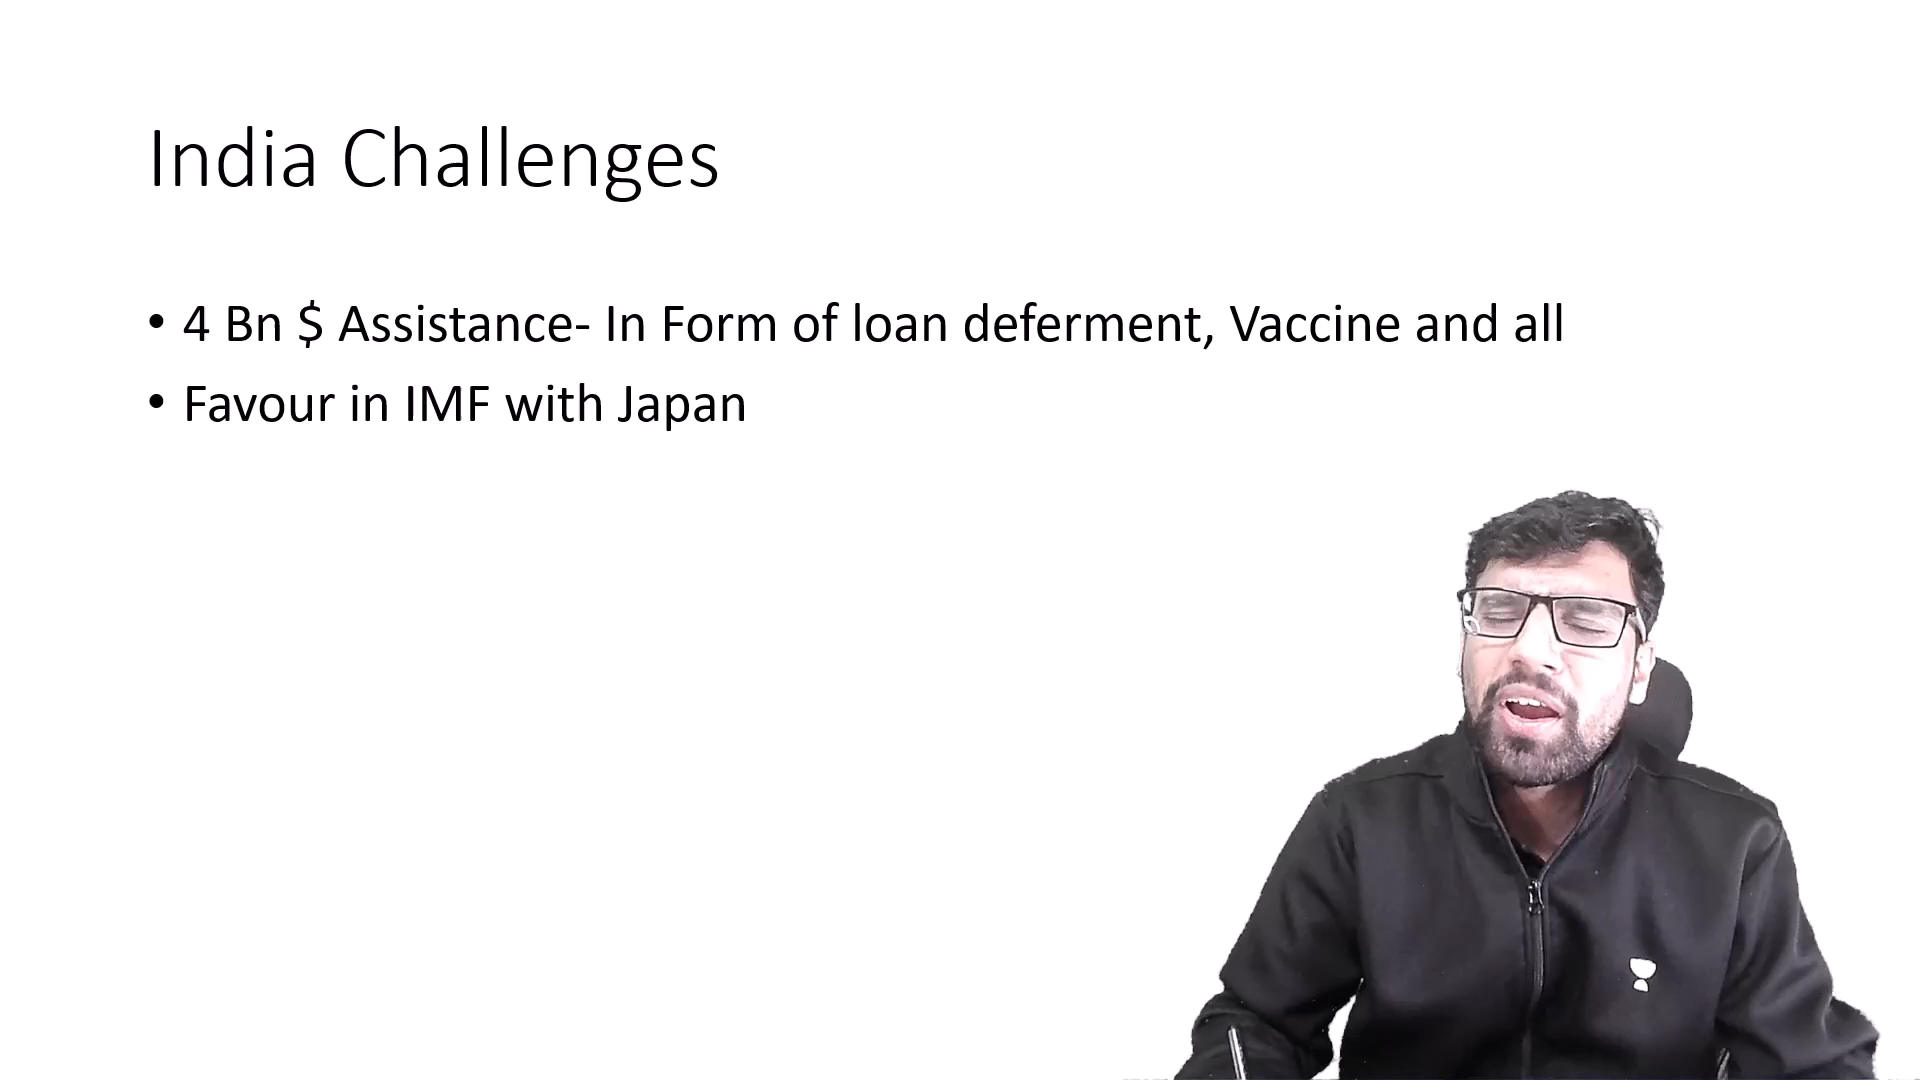 India Challenges
• 4 Bn $ Assistance- In Form of loan deferment, Vaccine and all
• Favour in IMF with Japan